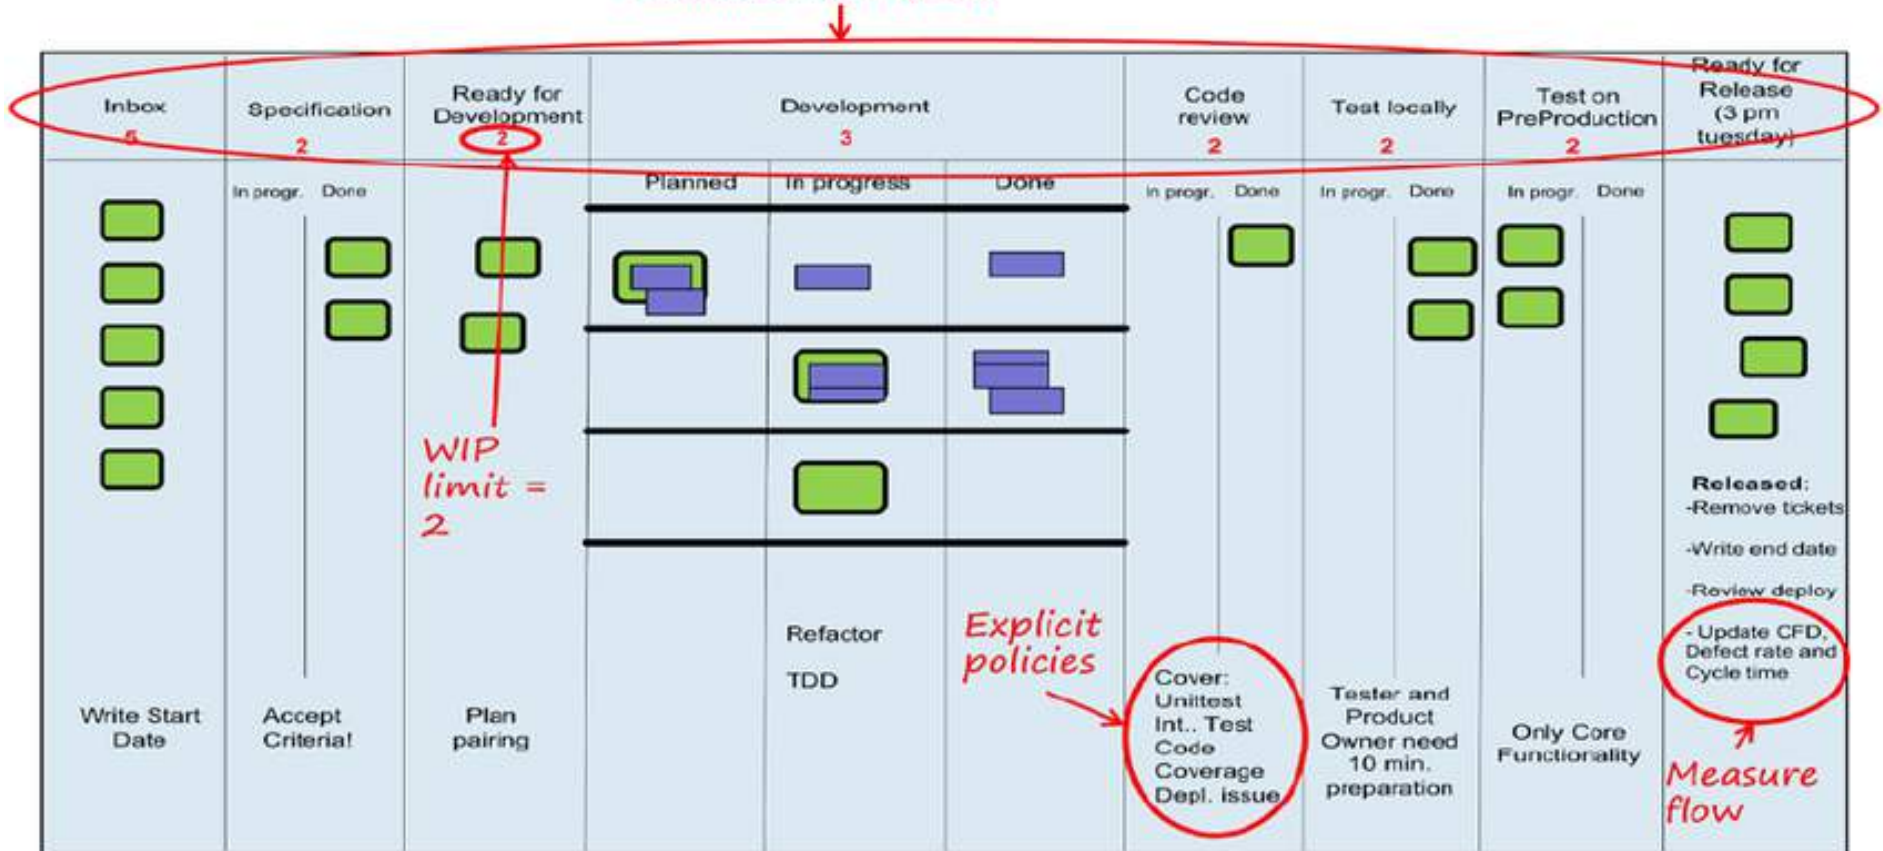 Inbox
5
Specification
2
Ready for
Development
2
Development
3
Code
review
2
Test locally
2
Test on
PreProduction
2
Ready for
Release
(3 pm
tuesday)
In progr. Done
Planned
In progress
Done
In progr. Done
In progr. Done
In progr. Done
WIP
limit =
2
Released:
-Remove tickets
-Write end date
-Review deploy
- Update CFD,
Defect rate and
Cycle time
Refactor
TDD
Explicit
policies
Write Start
Date
Accept
Criteria!
Plan
pairing
Cover:
Unittest
Int.. Test
Code
Coverage
Depl. issue
Tester and
Product
Owner need
10 min.
preparation
Only Core
Functionality
Measure
flow